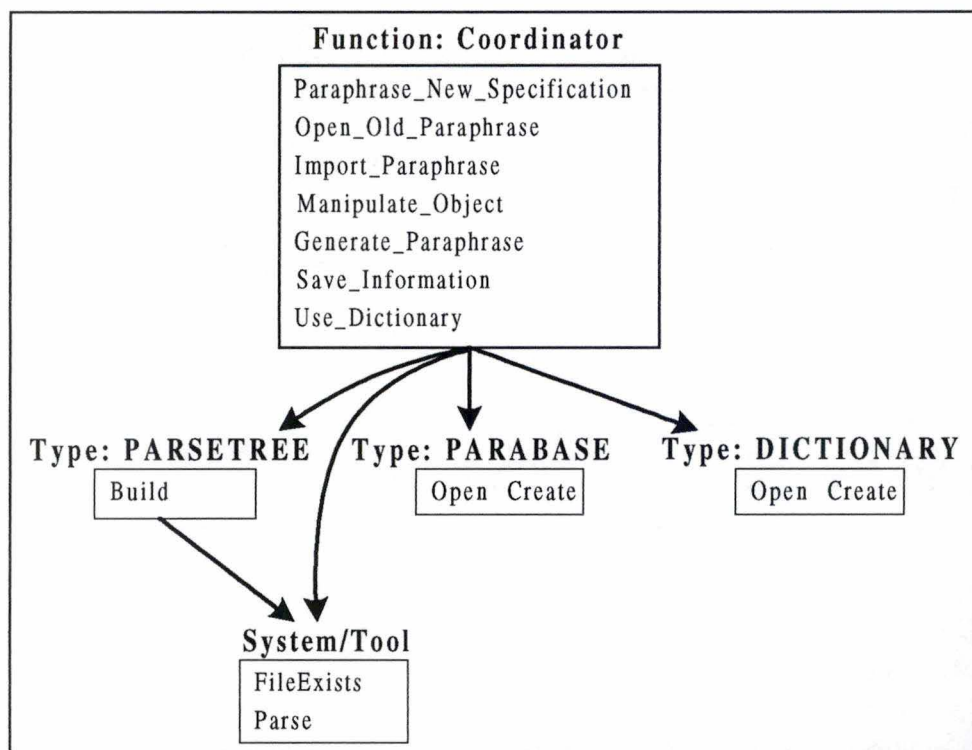 Function: Coordinator
Paraphrase_New_Specification
Open_Old_Paraphrase
Import_Paraphrase
Manipulate_Object
Generate_Paraphrase
Save_Information
Use_Dictionary
Type: PARSETREE
Build
Type: PARABASE
Open Create
Type: DICTIONARY
Open Create
System/Tool
FileExists
Parse